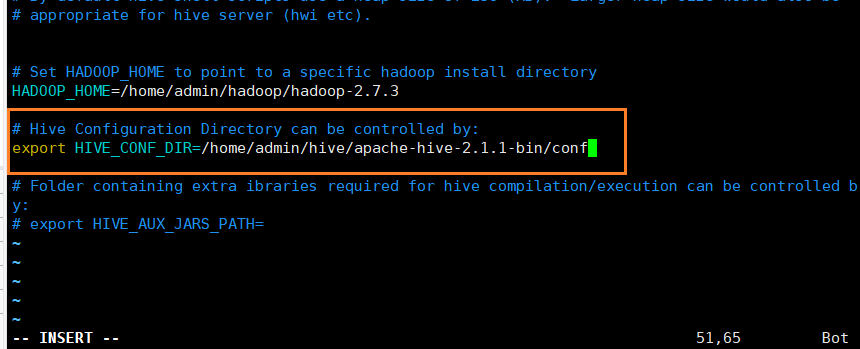 # appropriate for hive server (hwi etc).
# Set HADOOP_HOME to point to a specific hadoop install directory
HADOOP_HOME=/home/admin/hadoop/hadoop-2.7.3
# Hive Configuration Directory can be controlled by:
export HIVE_CONF_DIR=/home/admin/hive/apache-hive-2.1.1-bin/conf
# Folder containing extra ibraries required for hive compilation/execution can be controlled b
y:
# export HIVE_AUX_JARS_PATH=
~
~
~
~
~
-- INSERT -- 51,65 Bot